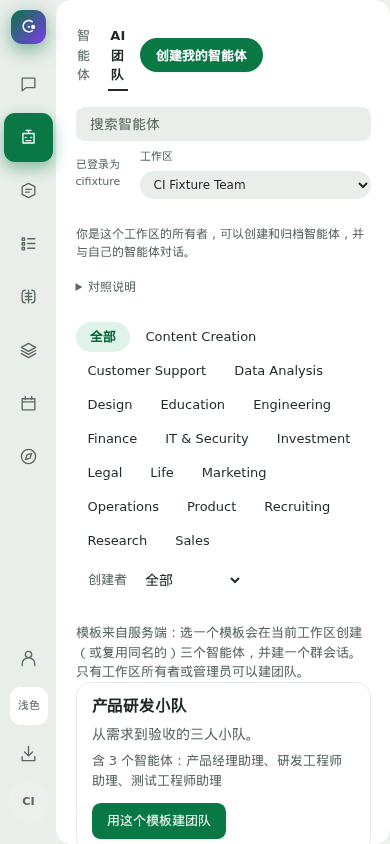 智能体
AI 团队
创建我的智能体
搜索智能体
已登录为 cifixture
工作区
CI Fixture Team
你是这个工作区的所有者，可以创建和归档智能体，并
与自己的智能体对话。
▶ 对照说明
全部 Content Creation
Customer Support Data Analysis
Design Education Engineering
Finance IT & Security Investment
Legal Life Marketing
Operations Product Recruiting
Research Sales
创建者 全部
模板来自服务端：选一个模板会在当前工作区创建
（或复用同名的）三个智能体，并建一个群会话。
只有工作区所有者或管理员可以建团队。
产品研发小队
从需求到验收的三人小队。
含 3 个智能体：产品经理助理、研发工程师
助理、测试工程师助理
用这个模板建团队
浅色
CI